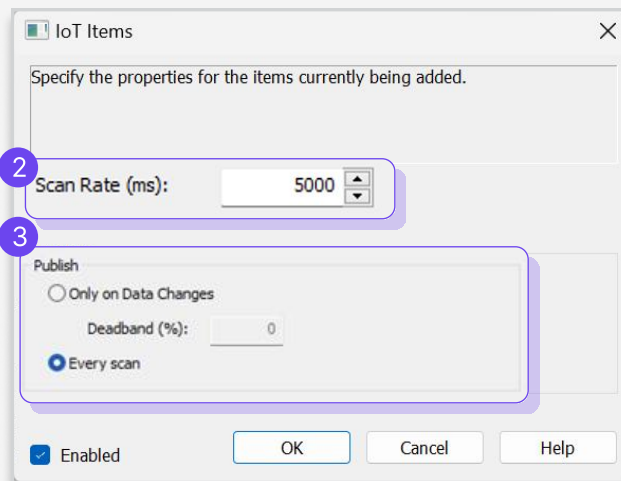 IoT Items
Specify the properties for the items currently being added.
2
Scan Rate (ms): 5000
3
Publish
Only on Data Changes
Deadband (%): 0
Every scan
Enabled OK Cancel Help